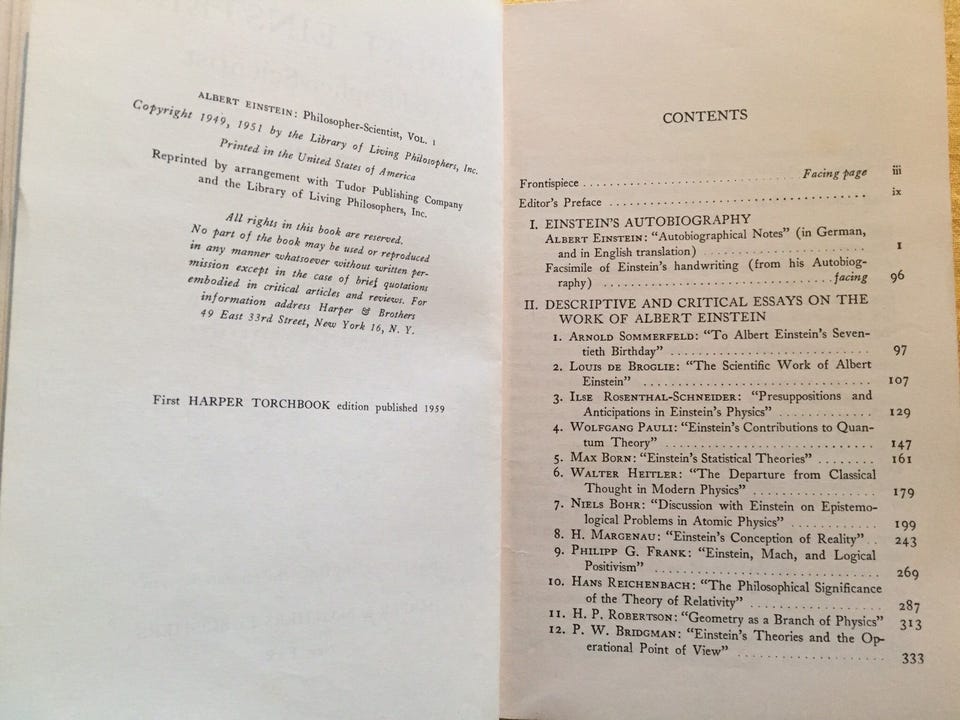 ALBERT EINSTEIN: Philosopher-Scientist, VOL. 1
Copyright 1949, 1951 by the Library of Living Philosophers, Inc.
Printed in the United States of America
Reprinted by arrangement with Tudor Publishing Company
and the Library of Living Philosophers, Inc.
All rights in this book are reserved.
No part of the book may be used or reproduced
in any manner whatsoever without written per-
mission except in the case of brief quotations
embodied in critical articles and reviews. For
information address Harper & Brothers
49 East 33rd Street, New York 16, N. Y.
First HARPER TORCHBOOK edition published 1959
CONTENTS
Frontispiece . . . . . . . . . . . . . . . . . . . . . . . . . . . . . . Facing page iii
Editor's Preface . . . . . . . . . . . . . . . . . . . . . . . . . . . . . . . . . . . . ix
I. EINSTEIN'S AUTOBIOGRAPHY
ALBERT EINSTEIN: "Autobiographical Notes" (in German,
and in English translation) . . . . . . . . . . . . . . . . . . . . . 1
Facsimile of Einstein's handwriting (from his Autobiog-
raphy) . . . . . . . . . . . . . . . . . . . . . . . . . . . . . facing 96
II. DESCRIPTIVE AND CRITICAL ESSAYS ON THE
WORK OF ALBERT EINSTEIN
1. ARNOLD SOMMERFELD: "To Albert Einstein's Seven-
tieth Birthday" . . . . . . . . . . . . . . . . . . . . . . . . . . 97
2. LOUIS DE BROGLIE: "The Scientific Work of Albert
Einstein" . . . . . . . . . . . . . . . . . . . . . . . . . . . . . 107
3. ILSE ROSENTHAL-SCHNEIDER: "Presuppositions and
Anticipations in Einstein's Physics" . . . . . . . . . . . . . 129
4. WOLFGANG PAULI: "Einstein's Contributions to Quan-
tum Theory" . . . . . . . . . . . . . . . . . . . . . . . . . . . 147
5. MAX BORN: "Einstein's Statistical Theories" . . . . . . . . 161
6. WALTER HEITLER: "The Departure from Classical
Thought in Modern Physics" . . . . . . . . . . . . . . . . . 179
7. NIELS BOHR: "Discussion with Einstein on Epistemo-
logical Problems in Atomic Physics" . . . . . . . . . . . . 199
8. H. MARGENAU: "Einstein's Conception of Reality" . . 243
9. PHILIPP G. FRANK: "Einstein, Mach, and Logical
Positivism" . . . . . . . . . . . . . . . . . . . . . . . . . . . . 269
10. HANS REICHENBACH: "The Philosophical Significance
of the Theory of Relativity" . . . . . . . . . . . . . . . . . . 287
11. H. P. ROBERTSON: "Geometry as a Branch of Physics" 313
12. P. W. BRIDGMAN: "Einstein's Theories and the Op-
erational Point of View" . . . . . . . . . . . . . . . . . . . . 333